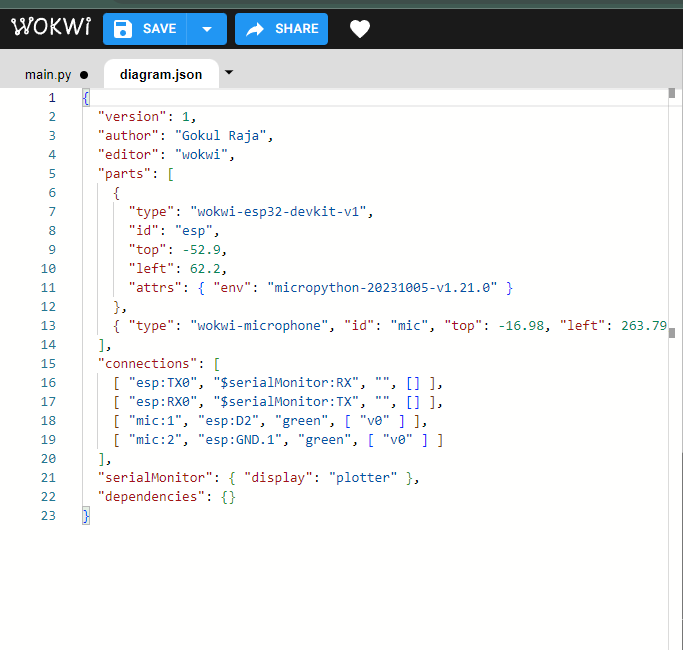 WOKWi SAVE SHARE
main.py diagram.json
1 {
2 "version": 1,
3 "author": "Gokul Raja",
4 "editor": "wokwi",
5 "parts": [
6 {
7 "type": "wokwi-esp32-devkit-v1",
8 "id": "esp",
9 "top": -52.9,
10 "left": 62.2,
11 "attrs": { "env": "micropython-20231005-v1.21.0" }
12 },
13 { "type": "wokwi-microphone", "id": "mic", "top": -16.98, "left": 263.79
14 ],
15 "connections": [
16 [ "esp:TX0", "$serialMonitor:RX", "", [] ],
17 [ "esp:RX0", "$serialMonitor:TX", "", [] ],
18 [ "mic:1", "esp:D2", "green", [ "v0" ] ],
19 [ "mic:2", "esp:GND.1", "green", [ "v0" ] ]
20 ],
21 "serialMonitor": { "display": "plotter" },
22 "dependencies": {}
23 }